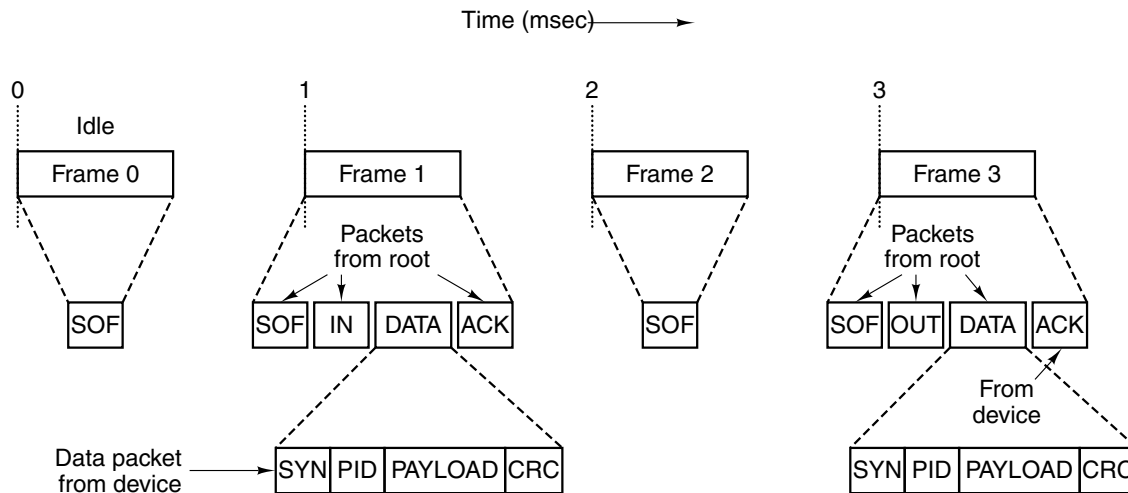 Time (msec)
0 1 2 3
Idle
Frame 0 Frame 1 Frame 2 Frame 3
Packets
from root
Packets
from root
SOF SOF IN DATA ACK SOF SOF OUT DATA ACK
From
device
Data packet
from device
SYN PID PAYLOAD CRC SYN PID PAYLOAD CRC